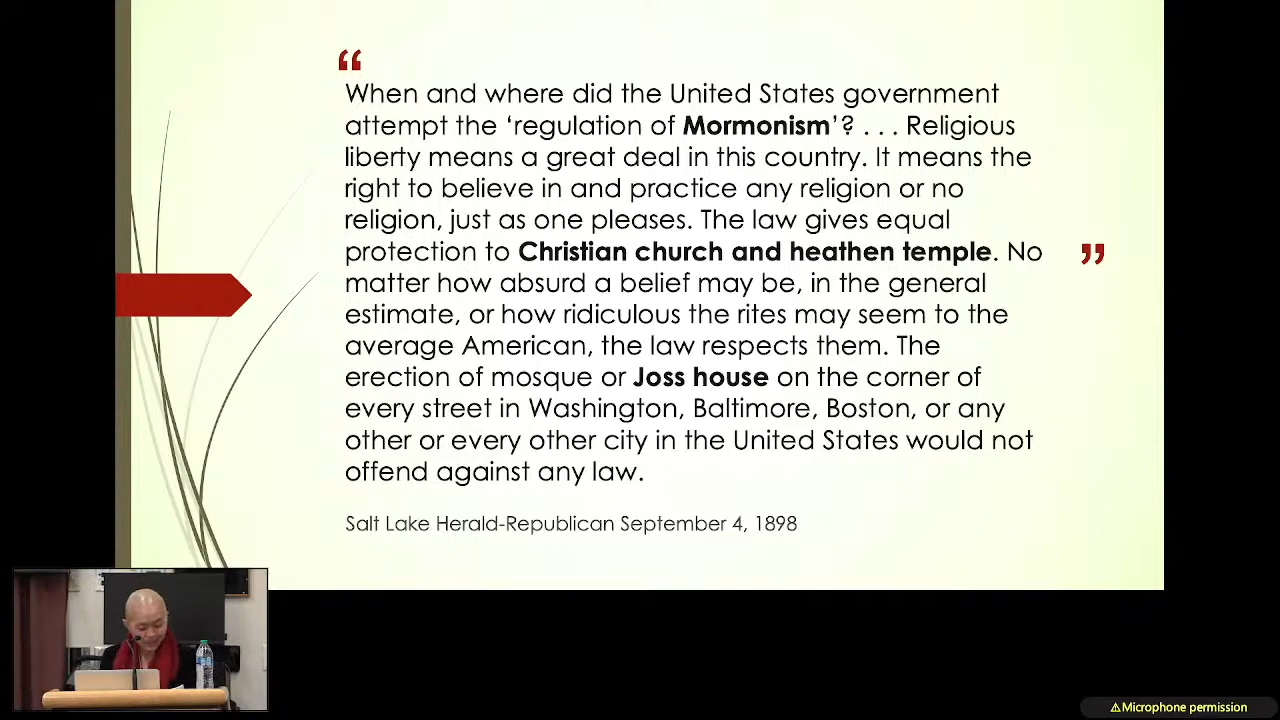 “
When and where did the United States government
attempt the ‘regulation of Mormonism’? . . . Religious
liberty means a great deal in this country. It means the
right to believe in and practice any religion or no
religion, just as one pleases. The law gives equal
protection to Christian church and heathen temple. No
matter how absurd a belief may be, in the general
estimate, or how ridiculous the rites may seem to the
average American, the law respects them. The
erection of mosque or Joss house on the corner of
every street in Washington, Baltimore, Boston, or any
other or every other city in the United States would not
offend against any law.
”
Salt Lake Herald-Republican September 4, 1898
⚠Microphone permission